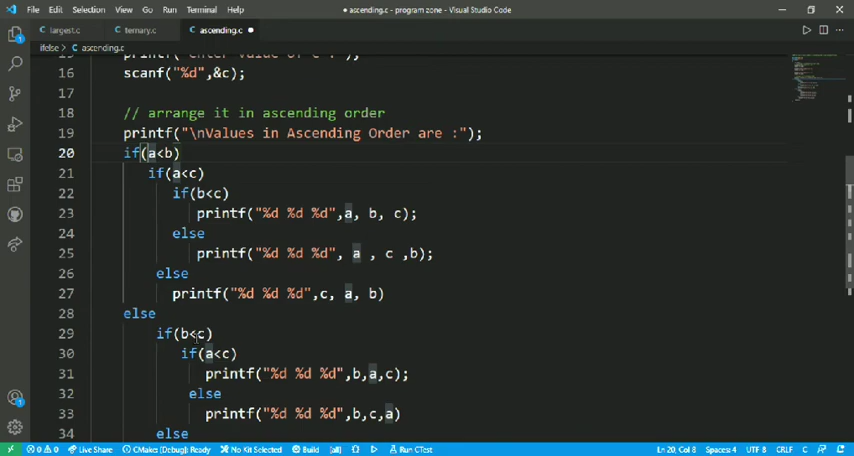 File Edit Selection View Go Run Terminal Help ● ascending.c - program zone - Visual Studio Code
largest.c ternary.c ascending.c ●
ifelse > ascending.c
16 scanf("%d",&c);
17
18 // arrange it in ascending order
19 printf("\nValues in Ascending Order are :");
20 if(a<b)
21 if(a<c)
22 if(b<c)
23 printf("%d %d %d",a, b, c);
24 else
25 printf("%d %d %d", a , c ,b);
26 else
27 printf("%d %d %d",c, a, b)
28 else
29 if(b<c)
30 if(a<c)
31 printf("%d %d %d",b,a,c);
32 else
33 printf("%d %d %d",b,c,a)
34 else
0 0 Live Share CMake: [Debug]: Ready No Kit Selected Build [all] Run CTest Ln 20, Col 8 Spaces: 4 UTF-8 CRLF C